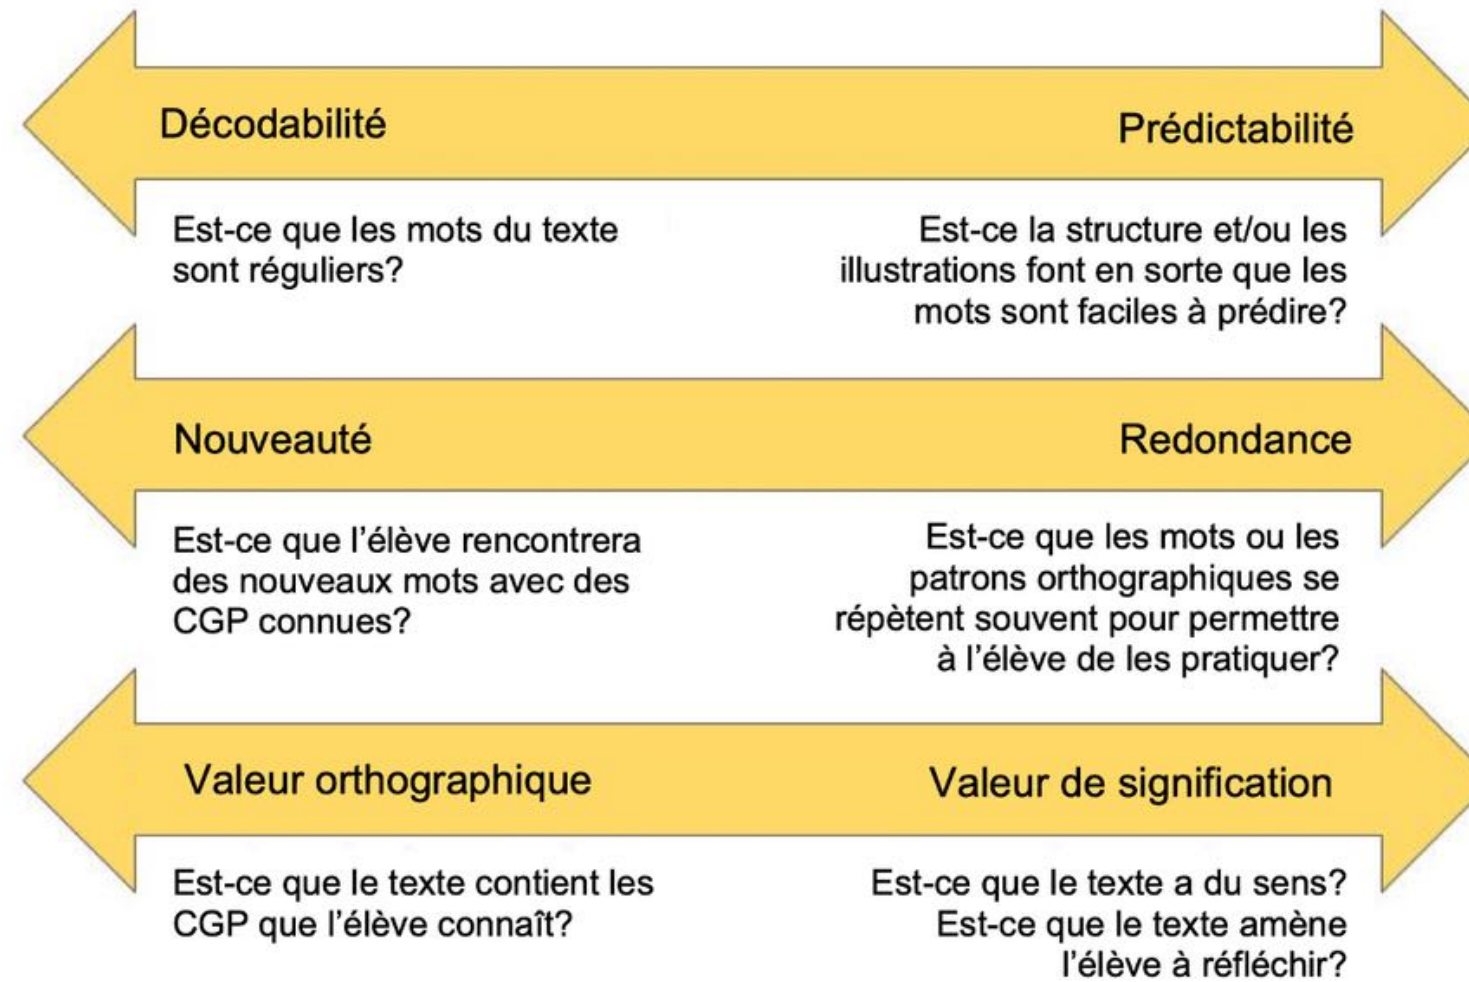 Décodabilité
Prédictabilité
Est-ce que les mots du texte
sont réguliers?
Est-ce la structure et/ou les
illustrations font en sorte que les
mots sont faciles à prédire?
Nouveauté
Redondance
Est-ce que l'élève rencontrera
des nouveaux mots avec des
CGP connues?
Est-ce que les mots ou les
patrons orthographiques se
répètent souvent pour permettre
à l'élève de les pratiquer?
Valeur orthographique
Valeur de signification
Est-ce que le texte contient les
CGP que l'élève connaît?
Est-ce que le texte a du sens?
Est-ce que le texte amène
l'élève à réfléchir?